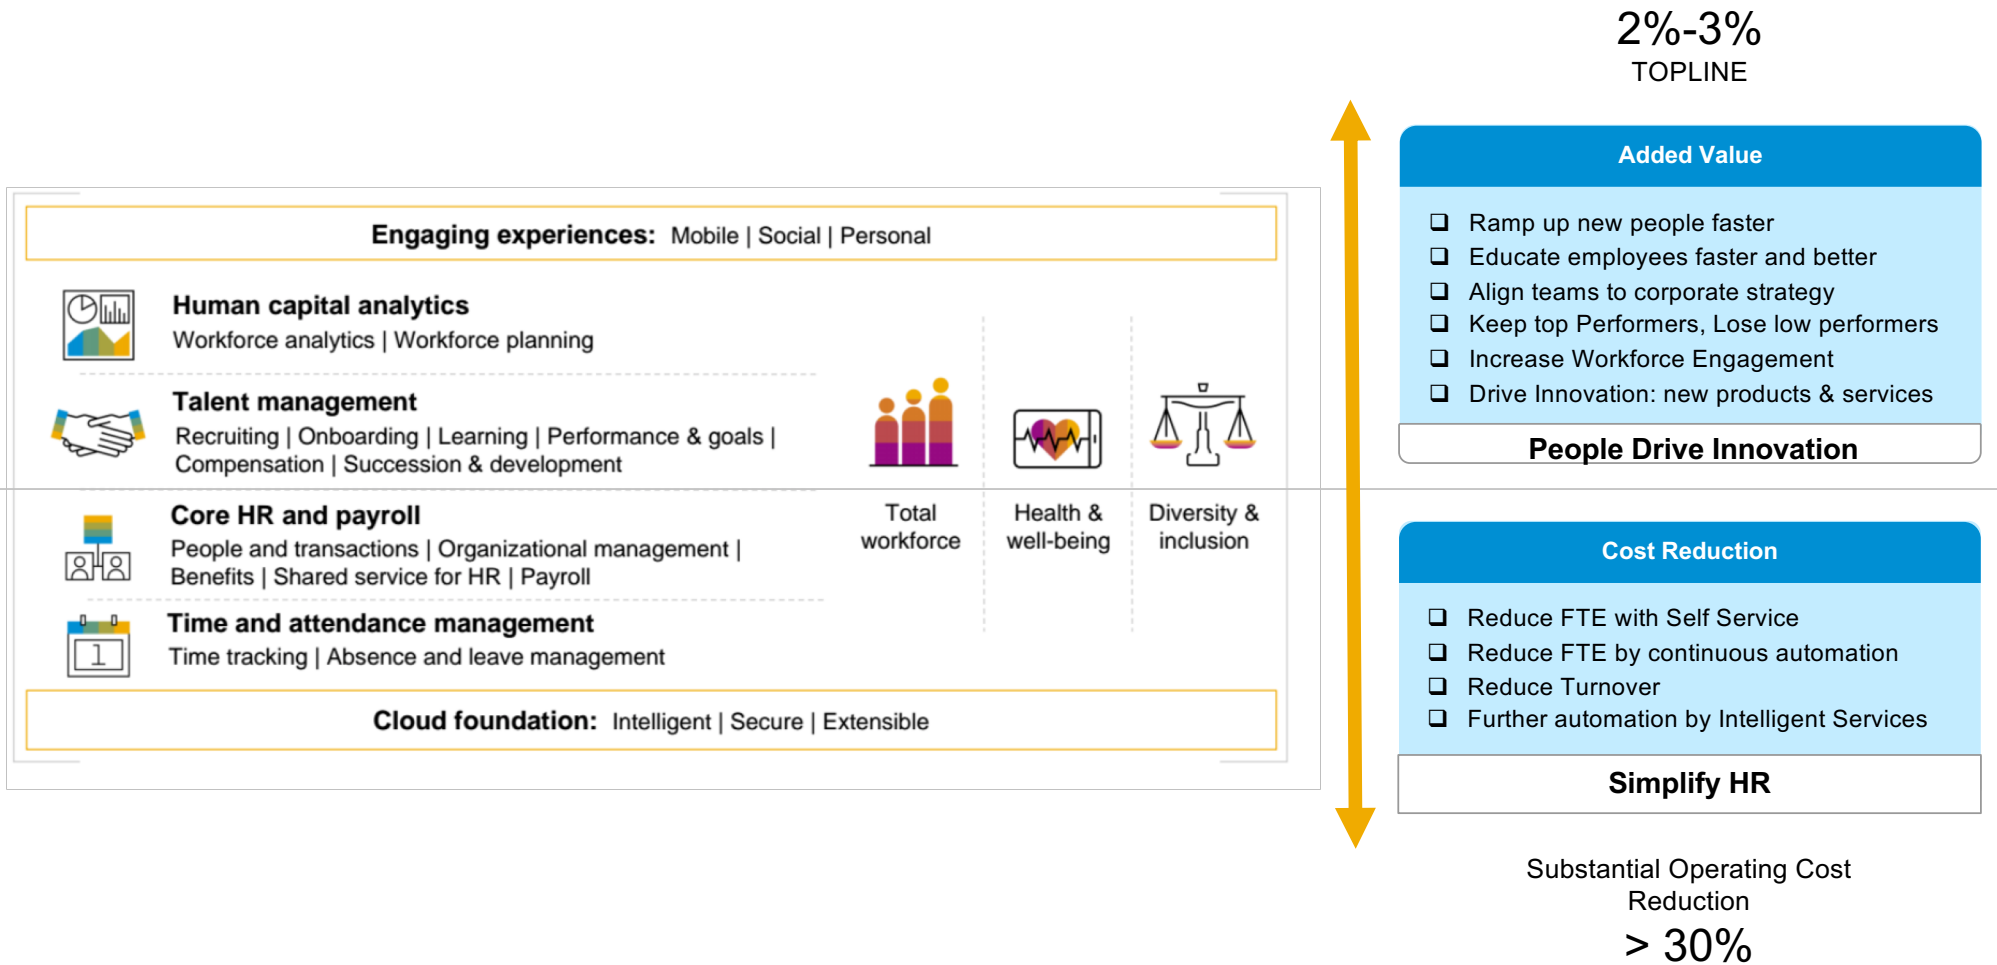 2%-3%
TOPLINE
Engaging experiences: Mobile | Social | Personal
Human capital analytics
Workforce analytics | Workforce planning
Talent management
Recruiting | Onboarding | Learning | Performance & goals |
Compensation | Succession & development
Core HR and payroll
People and transactions | Organizational management |
Benefits | Shared service for HR | Payroll
1
Time and attendance management
Time tracking | Absence and leave management
Total
workforce
Health &
well-being
Diversity &
inclusion
Cloud foundation: Intelligent | Secure | Extensible
Added Value
❑ Ramp up new people faster
❑ Educate employees faster and better
❑ Align teams to corporate strategy
❑ Keep top Performers, Lose low performers
❑ Increase Workforce Engagement
❑ Drive Innovation: new products & services
People Drive Innovation
Cost Reduction
❑ Reduce FTE with Self Service
❑ Reduce FTE by continuous automation
❑ Reduce Turnover
❑ Further automation by Intelligent Services
Simplify HR
Substantial Operating Cost
Reduction
> 30%